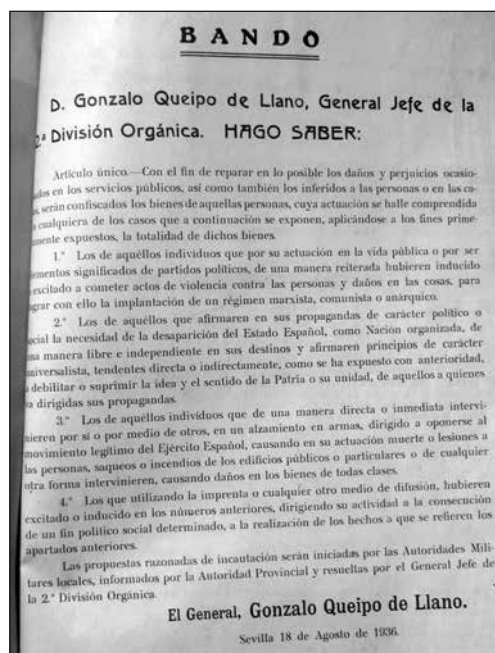 BANDO
D. Gonzalo Queipo de Llano, General Jefe de la
2.ª División Orgánica. HAGO SABER:
Artículo único.—Con el fin de reparar en lo posible los daños y perjuicios ocasio-
en los servicios públicos, así como también los inferidos a las personas o en las co-
serán confiscados los bienes de aquellas personas, cuya actuación se halle comprendida
cualquiera de los casos que a continuación se exponen, aplicándose a los fines prime-
mente expuestos, la totalidad de dichos bienes.
1.º Los de aquéllos individuos que por su actuación en la vida pública o por ser
ementos significados de partidos políticos, de una manera reiterada hubieren inducido
excitado a cometer actos de violencia contra las personas y daños en las cosas, para
grar con ello la implantación de un régimen marxista, comunista o anárquico.
2.º Los de aquéllos que afirmaren en sus propagandas de carácter político o
ocial la necesidad de la desaparición del Estado Español, como Nación organizada, de
na manera libre e independiente en sus destinos y afirmaren principios de carácter
niversalista, tendentes directa o indirectamente, como se ha expuesto con anterioridad,
debilitar o suprimir la idea y el sentido de la Patria o su unidad, de aquellos a quienes
a dirigidas sus propagandas.
3.º Los de aquéllos individuos que de una manera directa o inmediata intervi-
nieren por sí o por medio de otros, en un alzamiento en armas, dirigido a oponerse al
movimiento legítimo del Ejército Español, causando en su actuación muerte o lesiones a
las personas, saqueos o incendios de los edificios públicos o particulares o de cualquier
otra forma intervinieren, causando daños en los bienes de todas clases.
4.º Los que utilizando la imprenta o cualquier otro medio de difusión, hubieren
excitado o inducido en los números anteriores, dirigiendo su actividad a la consecución
de un fin político social determinado, a la realización de los hechos a que se refieren los
apartados anteriores.
Las propuestas razonadas de incautación serán iniciadas por las Autoridades Mili-
tares locales, informados por la Autoridad Provincial y resueltas por el General Jefe de
la 2.ª División Orgánica.
El General, Gonzalo Queipo de Llano.
Sevilla 18 de Agosto de 1936.